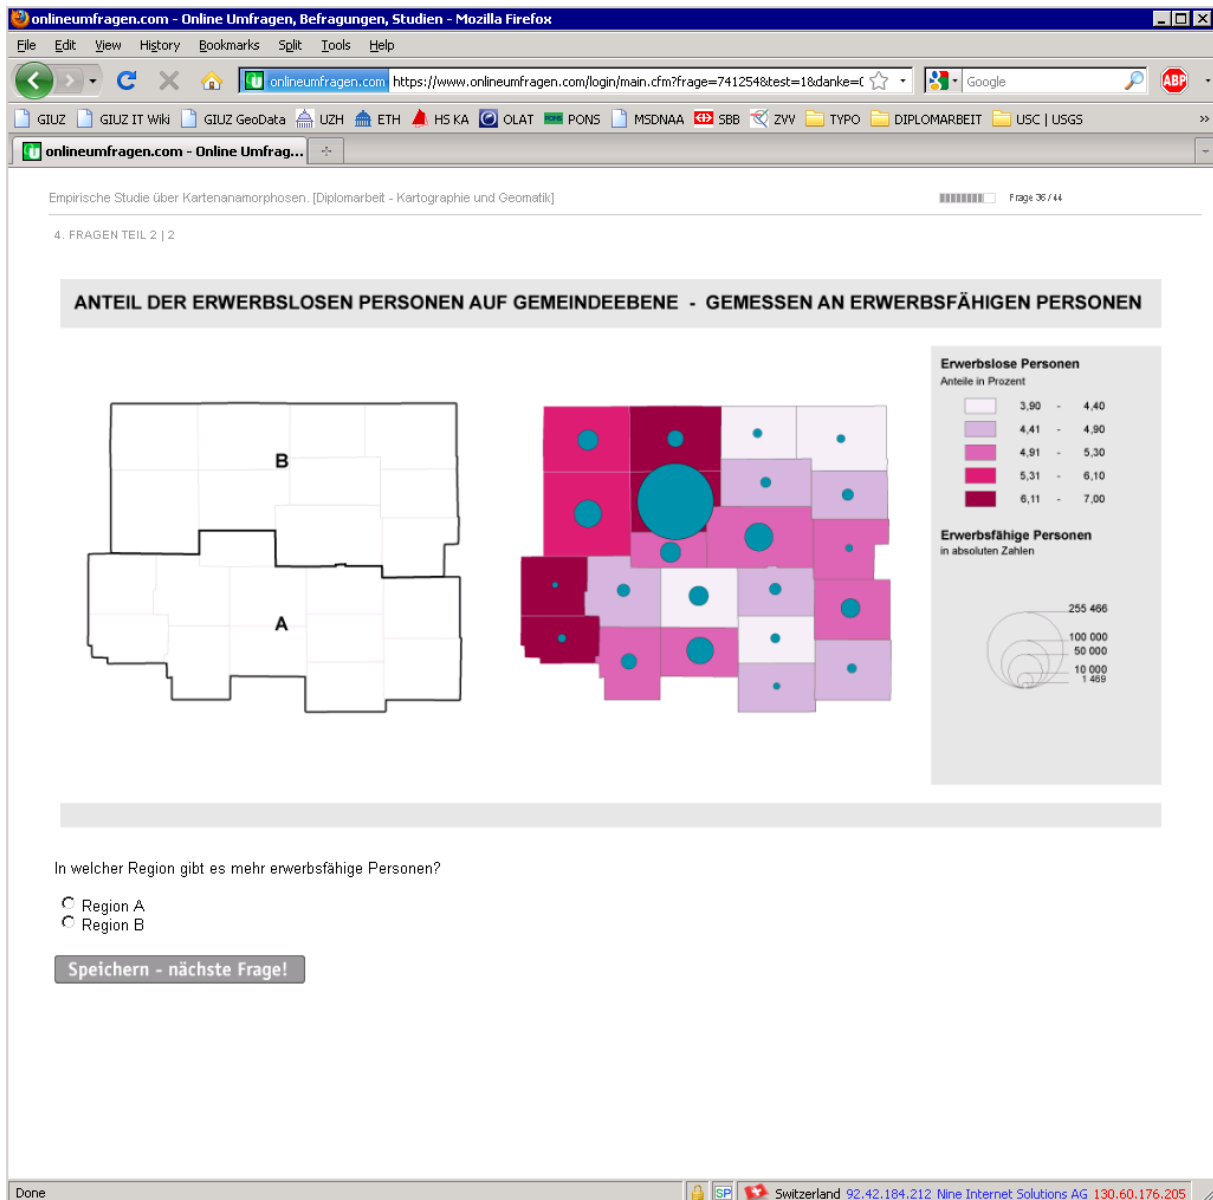 onlineumfragen.com - Online Umfragen, Befragungen, Studien - Mozilla Firefox
File Edit View History Bookmarks Split Tools Help
onlineumfragen.com https://www.onlineumfragen.com/login/main.cfm?frage=741254&test=1&danke=( Google ABP
GIUZ GIUZ IT Wiki GIUZ GeoData UZH ETH HS KA OLAT PONS MSDNAA SBB ZVV TYPO DIPLOMARBEIT USC | USGS »
onlineumfragen.com - Online Umfrag...
Empirische Studie über Kartenanamorphosen. [Diplomarbeit - Kartographie und Geomatik] Frage 36 / 44
4. FRAGEN TEIL 2 | 2
ANTEIL DER ERWERBSLOSEN PERSONEN AUF GEMEINDEEBENE - GEMESSEN AN ERWERBSFÄHIGEN PERSONEN
B
A
Erwerbslose Personen
Anteile in Prozent
3,90 - 4,40
4,41 - 4,90
4,91 - 5,30
5,31 - 6,10
6,11 - 7,00
Erwerbsfähige Personen
in absoluten Zahlen
255 466
100 000
50 000
10 000
1 469
In welcher Region gibt es mehr erwerbsfähige Personen?
Region A
Region B
Speichern - nächste Frage!
Done SP Switzerland 92.42.184.212 Nine Internet Solutions AG 130.60.176.205